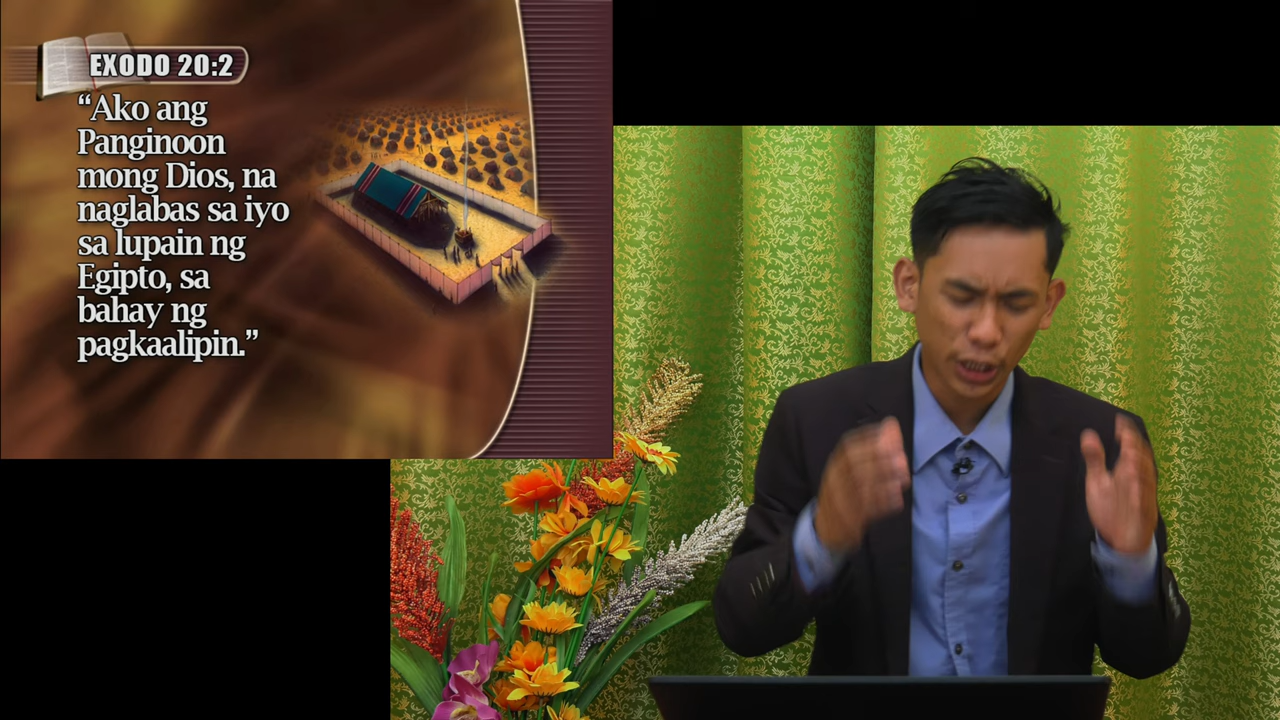 EXODO 20:2
“Ako ang
Panginoon
mong Dios, na
naglabas sa iyo
sa lupain ng
Egipto, sa
bahay ng
pagkaalipin.”